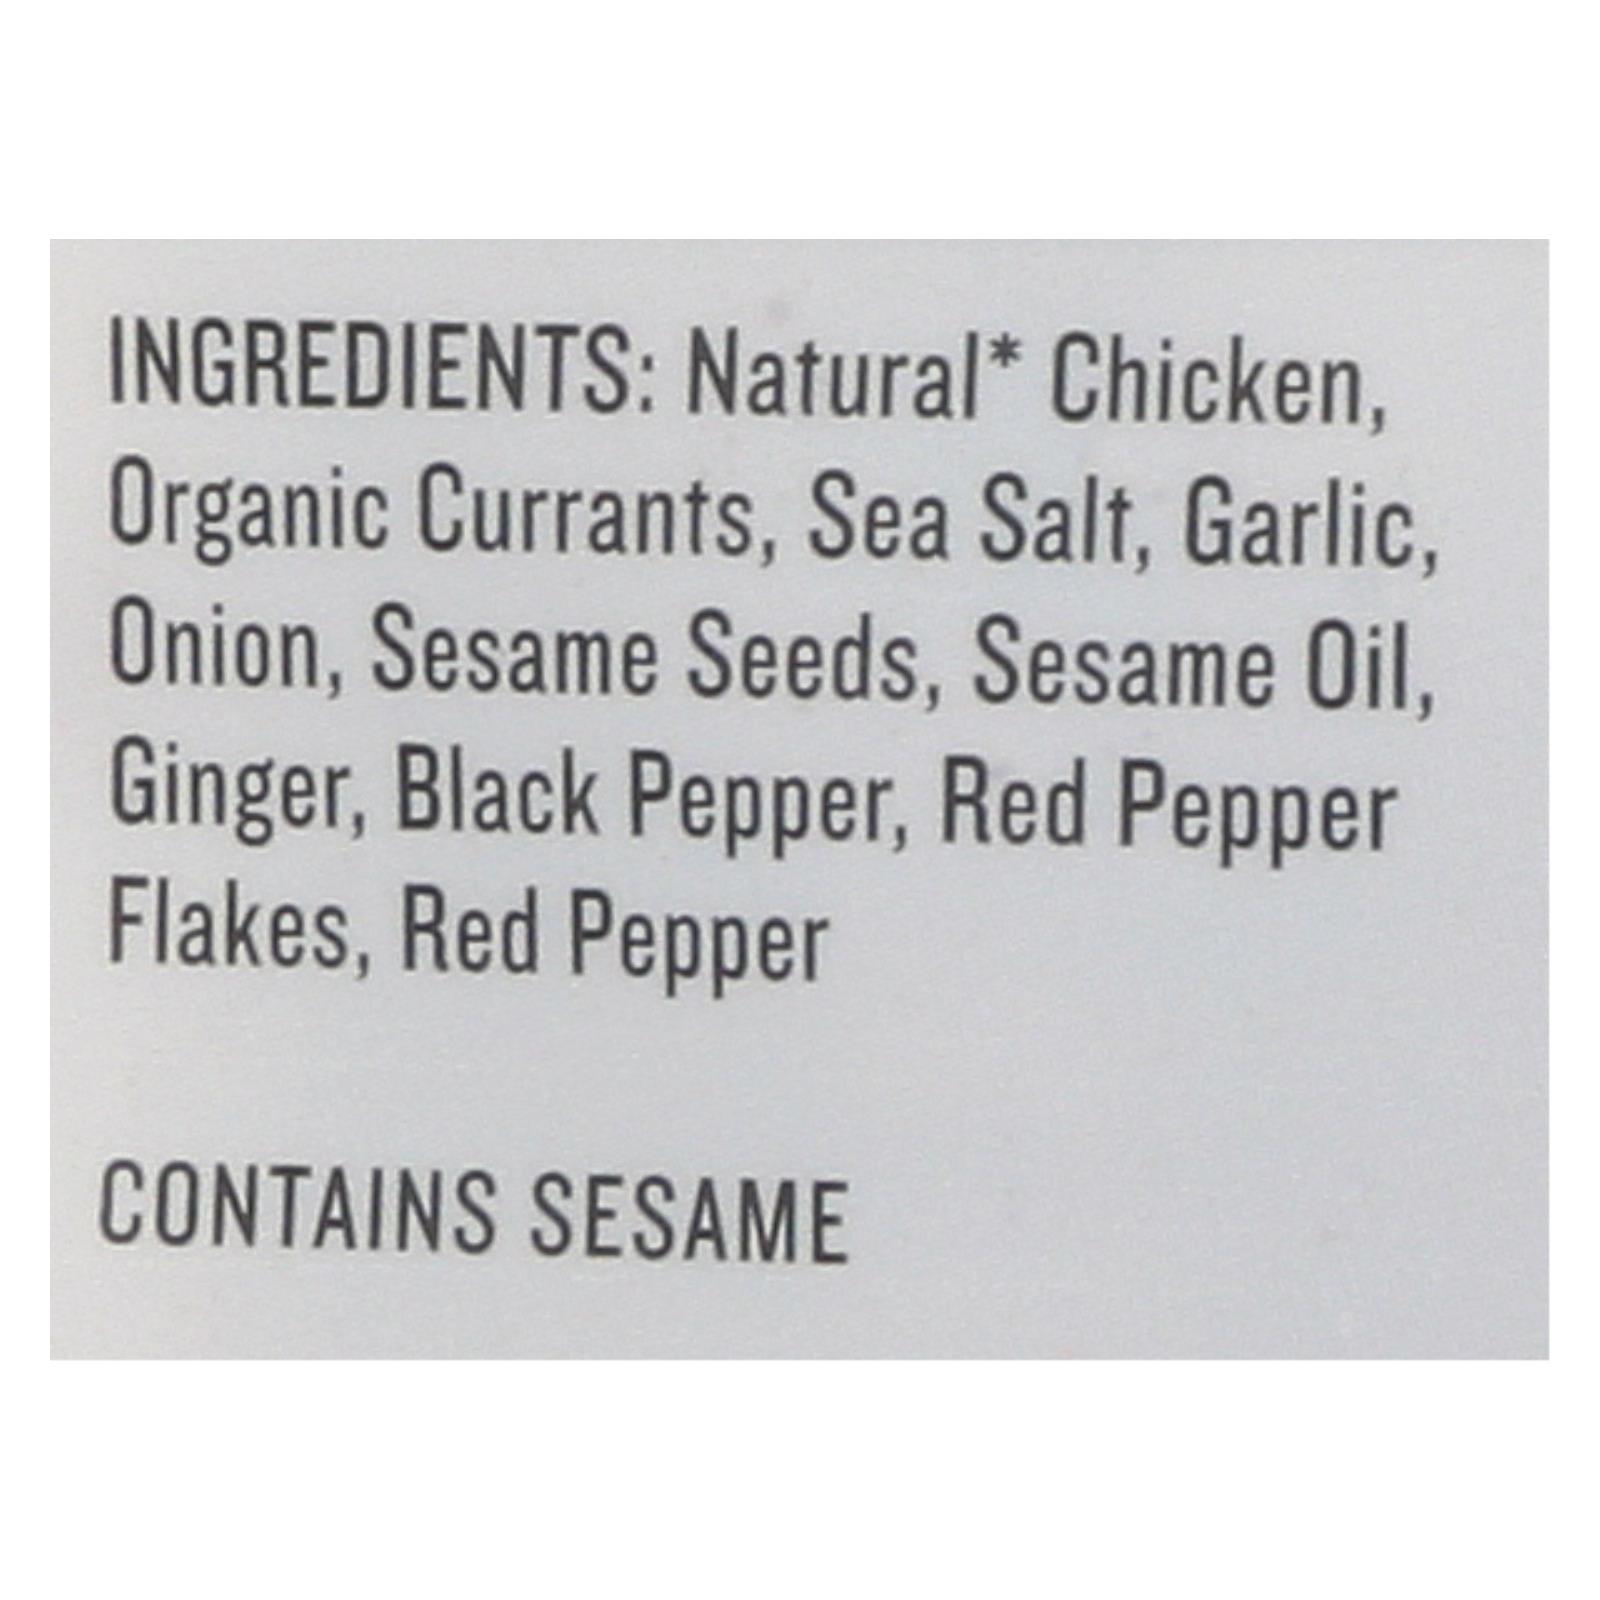 INGREDIENTS: Natural* Chicken,
Organic Currants, Sea Salt, Garlic,
Onion, Sesame Seeds, Sesame Oil,
Ginger, Black Pepper, Red Pepper
Flakes, Red Pepper
CONTAINS SESAME